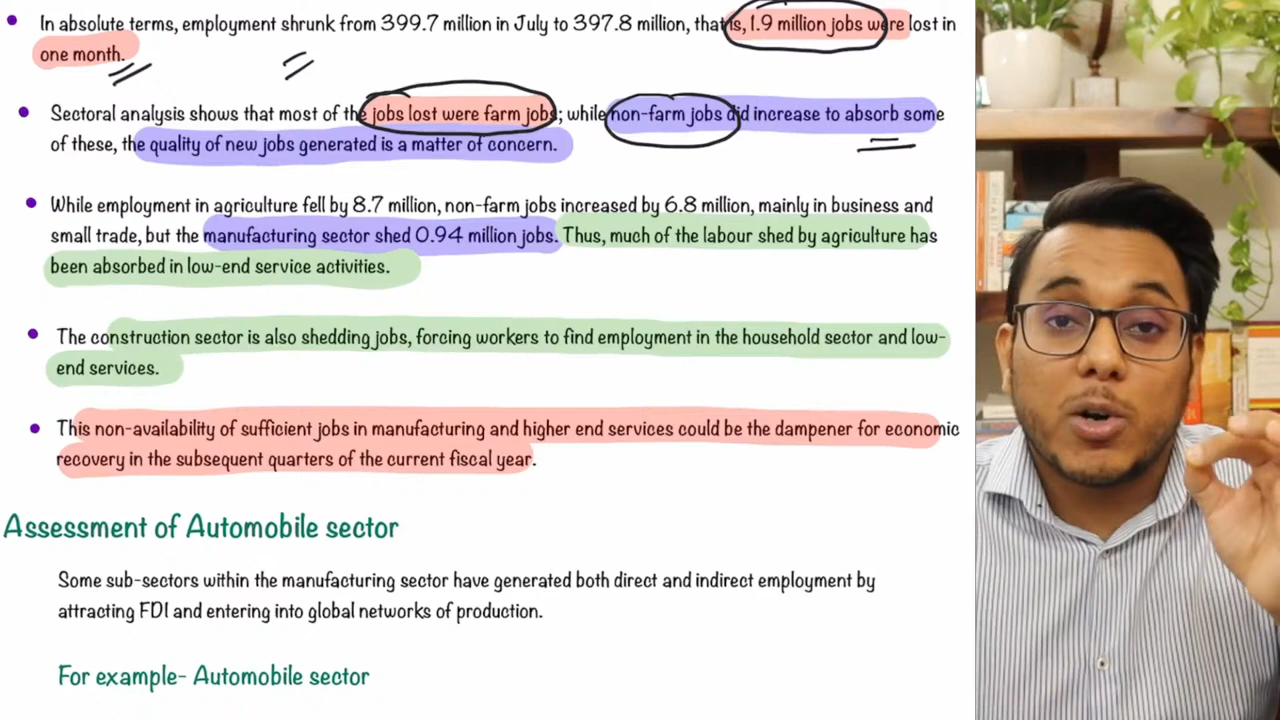 In absolute terms, employment shrunk from 399.7 million in July to 397.8 million, that is, 1.9 million jobs were lost in
one month.
Sectoral analysis shows that most of the jobs lost were farm jobs; while non-farm jobs did increase to absorb some
of these, the quality of new jobs generated is a matter of concern.
While employment in agriculture fell by 8.7 million, non-farm jobs increased by 6.8 million, mainly in business and
small trade, but the manufacturing sector shed 0.94 million jobs. Thus, much of the labour shed by agriculture has
been absorbed in low-end service activities.
The construction sector is also shedding jobs, forcing workers to find employment in the household sector and low-
end services.
This non-availability of sufficient jobs in manufacturing and higher end services could be the dampener for economic
recovery in the subsequent quarters of the current fiscal year.
Assessment of Automobile sector
Some sub-sectors within the manufacturing sector have generated both direct and indirect employment by
attracting FDI and entering into global networks of production.
For example- Automobile sector